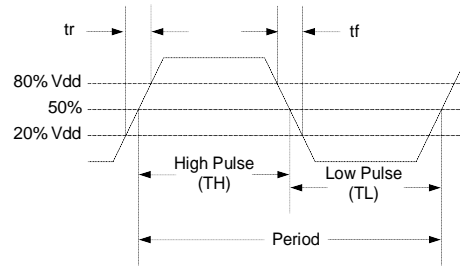 tr
tf
80% Vdd
50%
20% Vdd
High Pulse
(TH)
Low Pulse
(TL)
Period